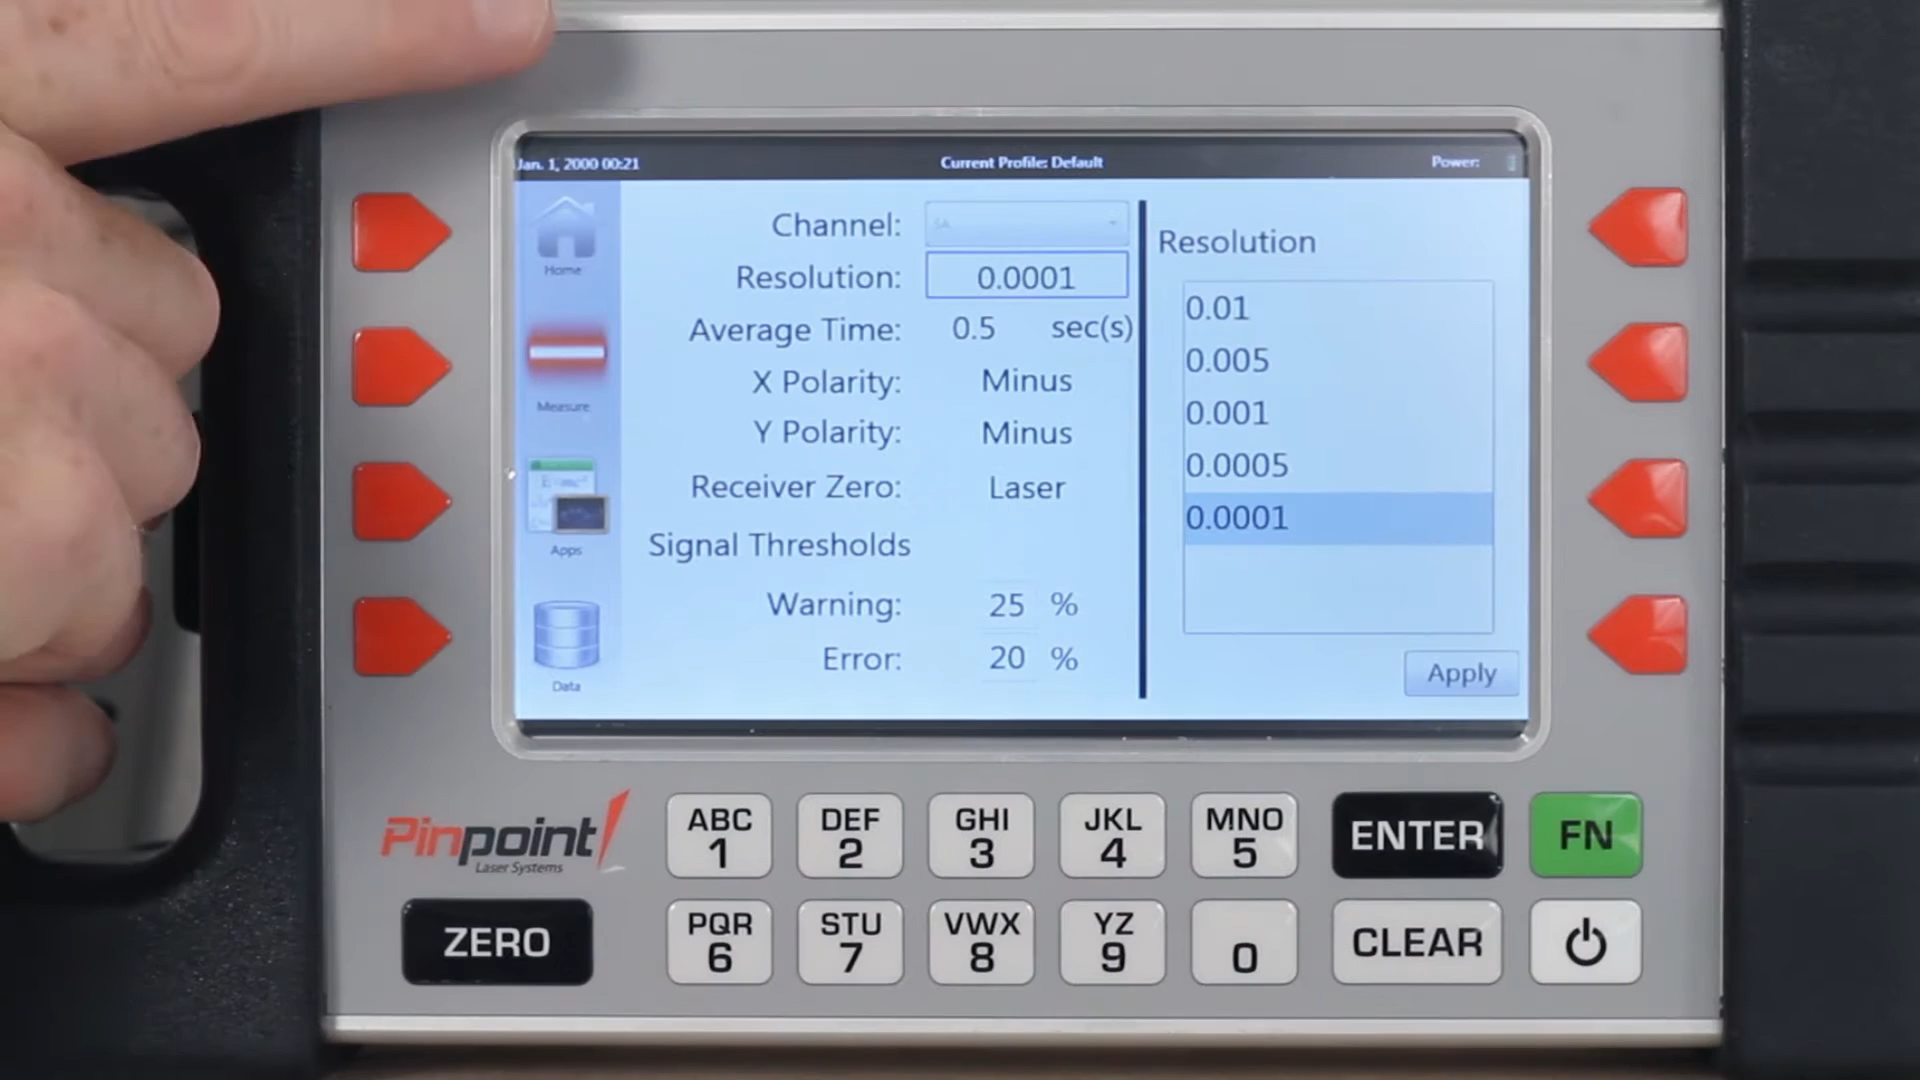 Jan. 1, 2000 00:21 Current Profile: Default Power:
Home
Measure
Apps
Data
Channel: 5A
Resolution: 0.0001
Average Time: 0.5 sec(s)
X Polarity: Minus
Y Polarity: Minus
Receiver Zero: Laser
Signal Thresholds
Warning: 25 %
Error: 20 %
Resolution
0.01
0.005
0.001
0.0005
0.0001
Apply
Pinpoint
Laser Systems
ABC DEF GHI JKL MNO
1 2 3 4 5
ENTER FN
ZERO
PQR STU VWX YZ
6 7 8 9 0
CLEAR